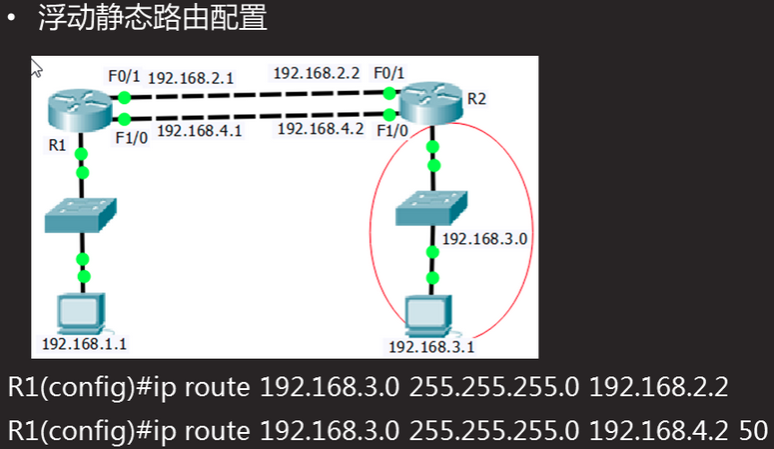 • 浮动静态路由配置
F0/1 192.168.2.1 192.168.2.2 F0/1
R2
F1/0 192.168.4.1 192.168.4.2 F1/0
R1
192.168.3.0
192.168.1.1
192.168.3.1
R1(config)#ip route 192.168.3.0 255.255.255.0 192.168.2.2
R1(config)#ip route 192.168.3.0 255.255.255.0 192.168.4.2 50